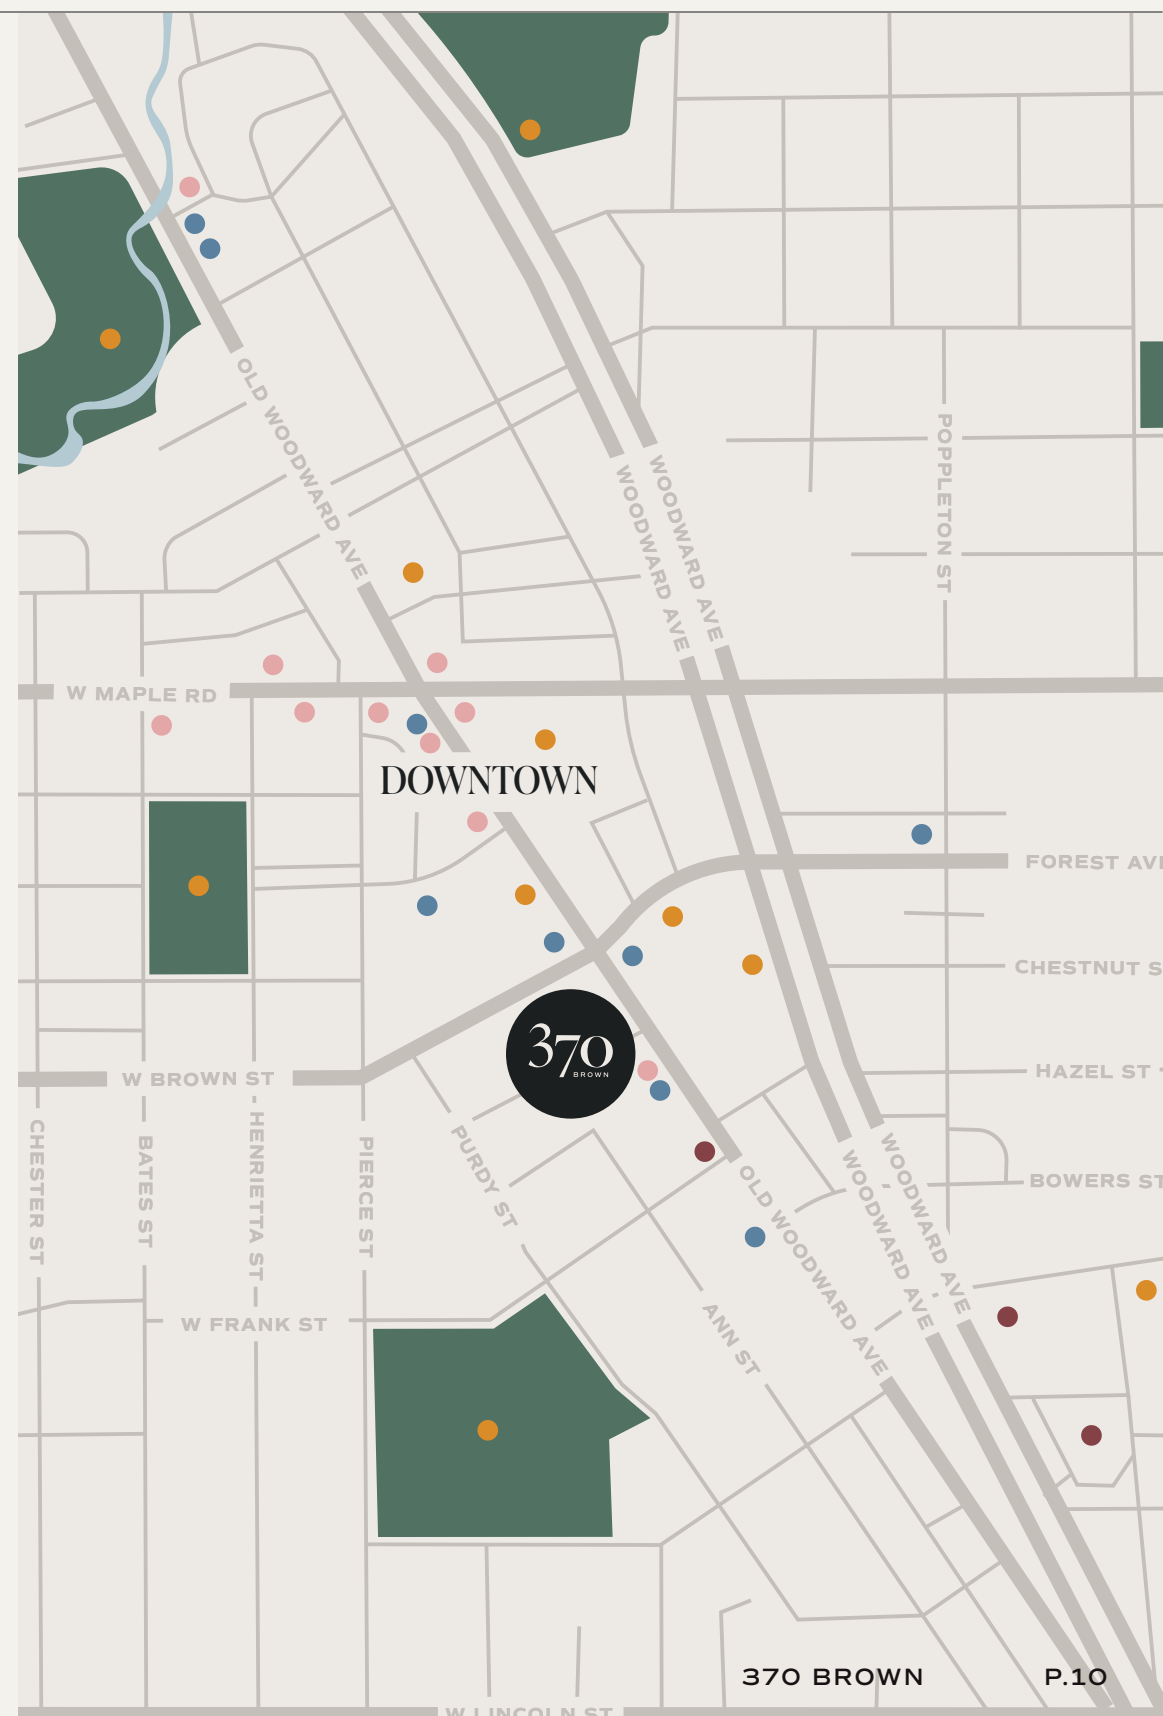 OLD WOODWARD AVE
WOODWARD AVE
WOODWARD AVE
POPPLETON ST
W MAPLE RD
DOWNTOWN
FOREST AVE
CHESTNUT S
370
BROWN
HAZEL ST
W BROWN ST
CHESTER ST
BATES ST
HENRIETTA ST
PIERCE ST
PURDY ST
OLD WOODWARD AVE
WOODWARD AVE
WOODWARD AVE
BOWERS ST
W FRANK ST
ANN ST
370 BROWN
P.10
W LINCOLN ST